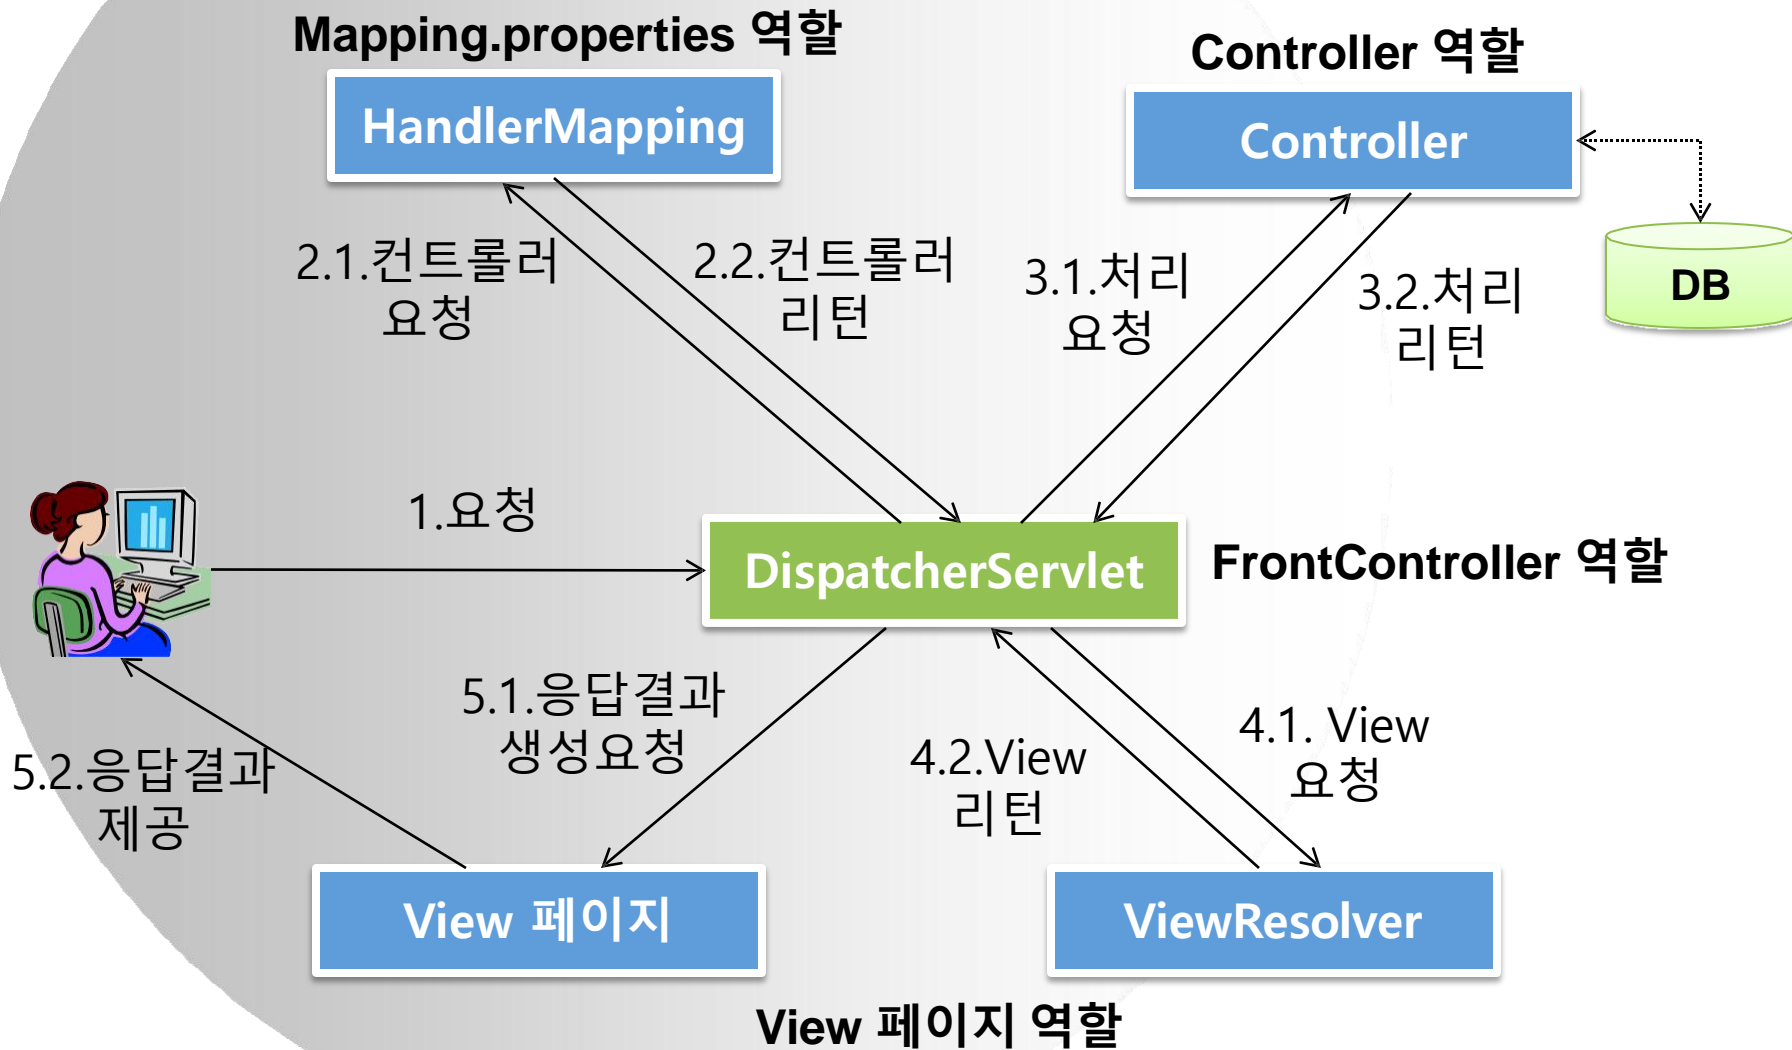 Mapping.properties 역할
HandlerMapping
Controller 역할
Controller
DB
2.1.컨트롤러
요청
2.2.컨트롤러
리턴
3.1.처리
요청
3.2.처리
리턴
1.요청
DispatcherServlet
FrontController 역할
5.1.응답결과
생성요청
5.2.응답결과
제공
4.2.View
리턴
4.1. View
요청
View 페이지
ViewResolver
View 페이지 역할